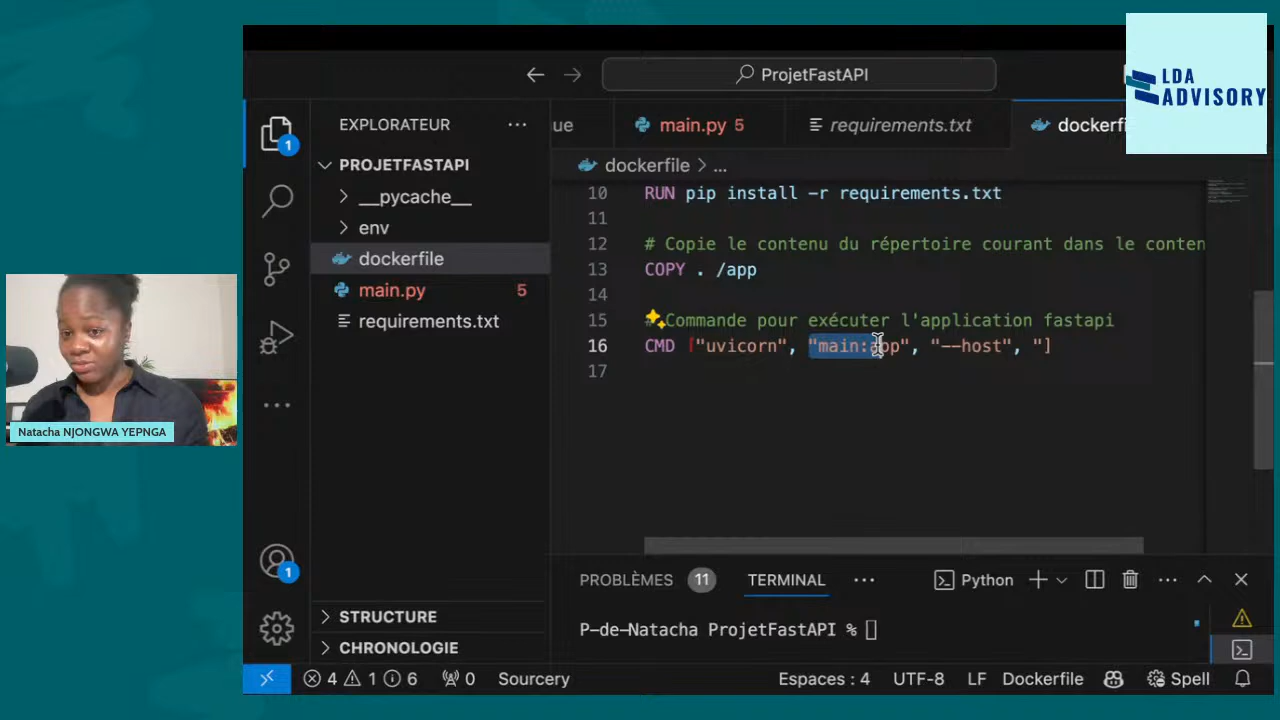 ProjetFastAPI
LDA
ADVISORY
EXPLORATEUR
1
PROJETFASTAPI
__pycache__
env
dockerfile
main.py 5
requirements.txt
ue
main.py 5
requirements.txt
dockerf
dockerfile > ...
10 RUN pip install -r requirements.txt
11
12 # Copie le contenu du répertoire courant dans le conten
13 COPY . /app
14
15 # Commande pour exécuter l'application fastapi
16 CMD ["uvicorn", "main:app", "--host", "]
17
Natacha NJONGWA YEPNGA
1
STRUCTURE
CHRONOLOGIE
PROBLÈMES 11 TERMINAL ... Python
P-de-Natacha ProjetFastAPI %
4 1 6 0 Sourcery Espaces : 4 UTF-8 LF Dockerfile Spell